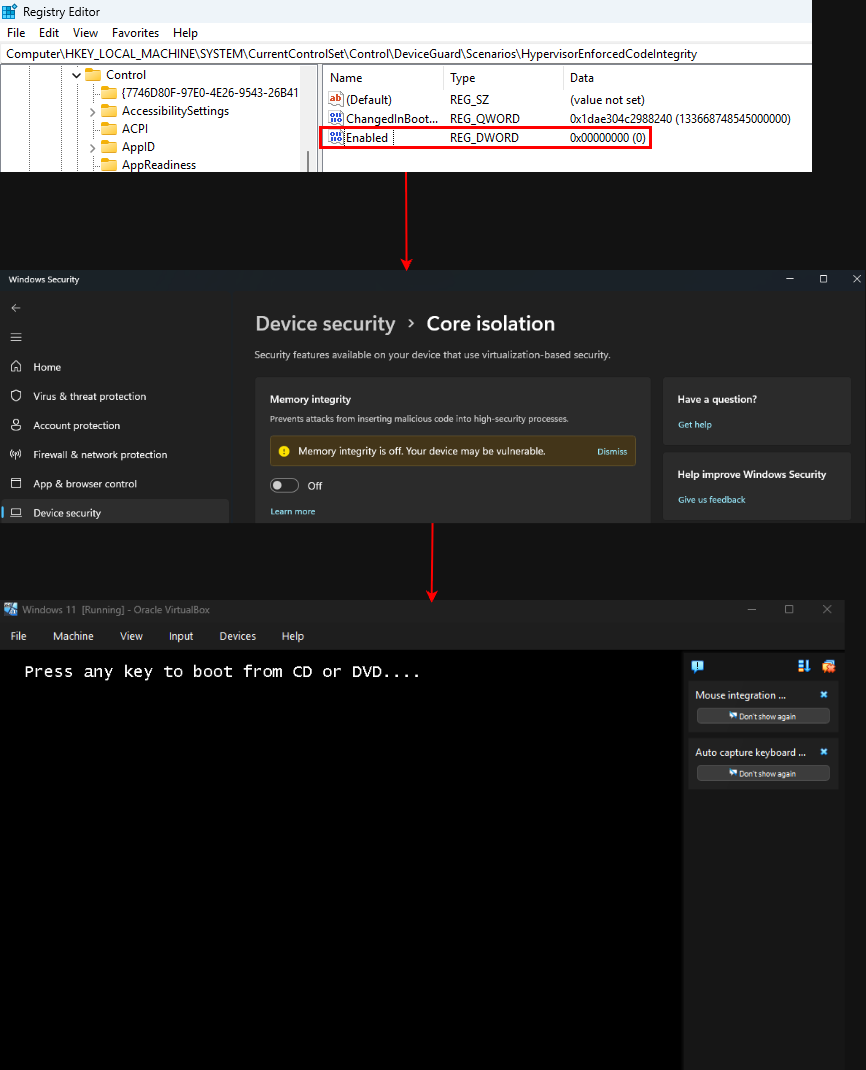 Registry Editor
File Edit View Favorites Help
Computer\HKEY_LOCAL_MACHINE\SYSTEM\CurrentControlSet\Control\DeviceGuard\Scenarios\HypervisorEnforcedCodeIntegrity
Control
{7746D80F-97E0-4E26-9543-26B41
AccessibilitySettings
ACPI
AppID
AppReadiness
Name Type Data
(Default) REG_SZ (value not set)
ChangedInBoot... REG_QWORD 0x1dae304c2988240 (133668748545000000)
Enabled REG_DWORD 0x00000000 (0)
Windows Security
Home
Virus & threat protection
Account protection
Firewall & network protection
App & browser control
Device security
Device security > Core isolation
Security features available on your device that use virtualization-based security.
Memory integrity
Prevents attacks from inserting malicious code into high-security processes.
Memory integrity is off. Your device may be vulnerable. Dismiss
Off
Learn more
Have a question?
Get help
Help improve Windows Security
Give us feedback
Windows 11 [Running] - Oracle VirtualBox
File Machine View Input Devices Help
Press any key to boot from CD or DVD....
Mouse integration ...
Don't show again
Auto capture keyboard ...
Don't show again